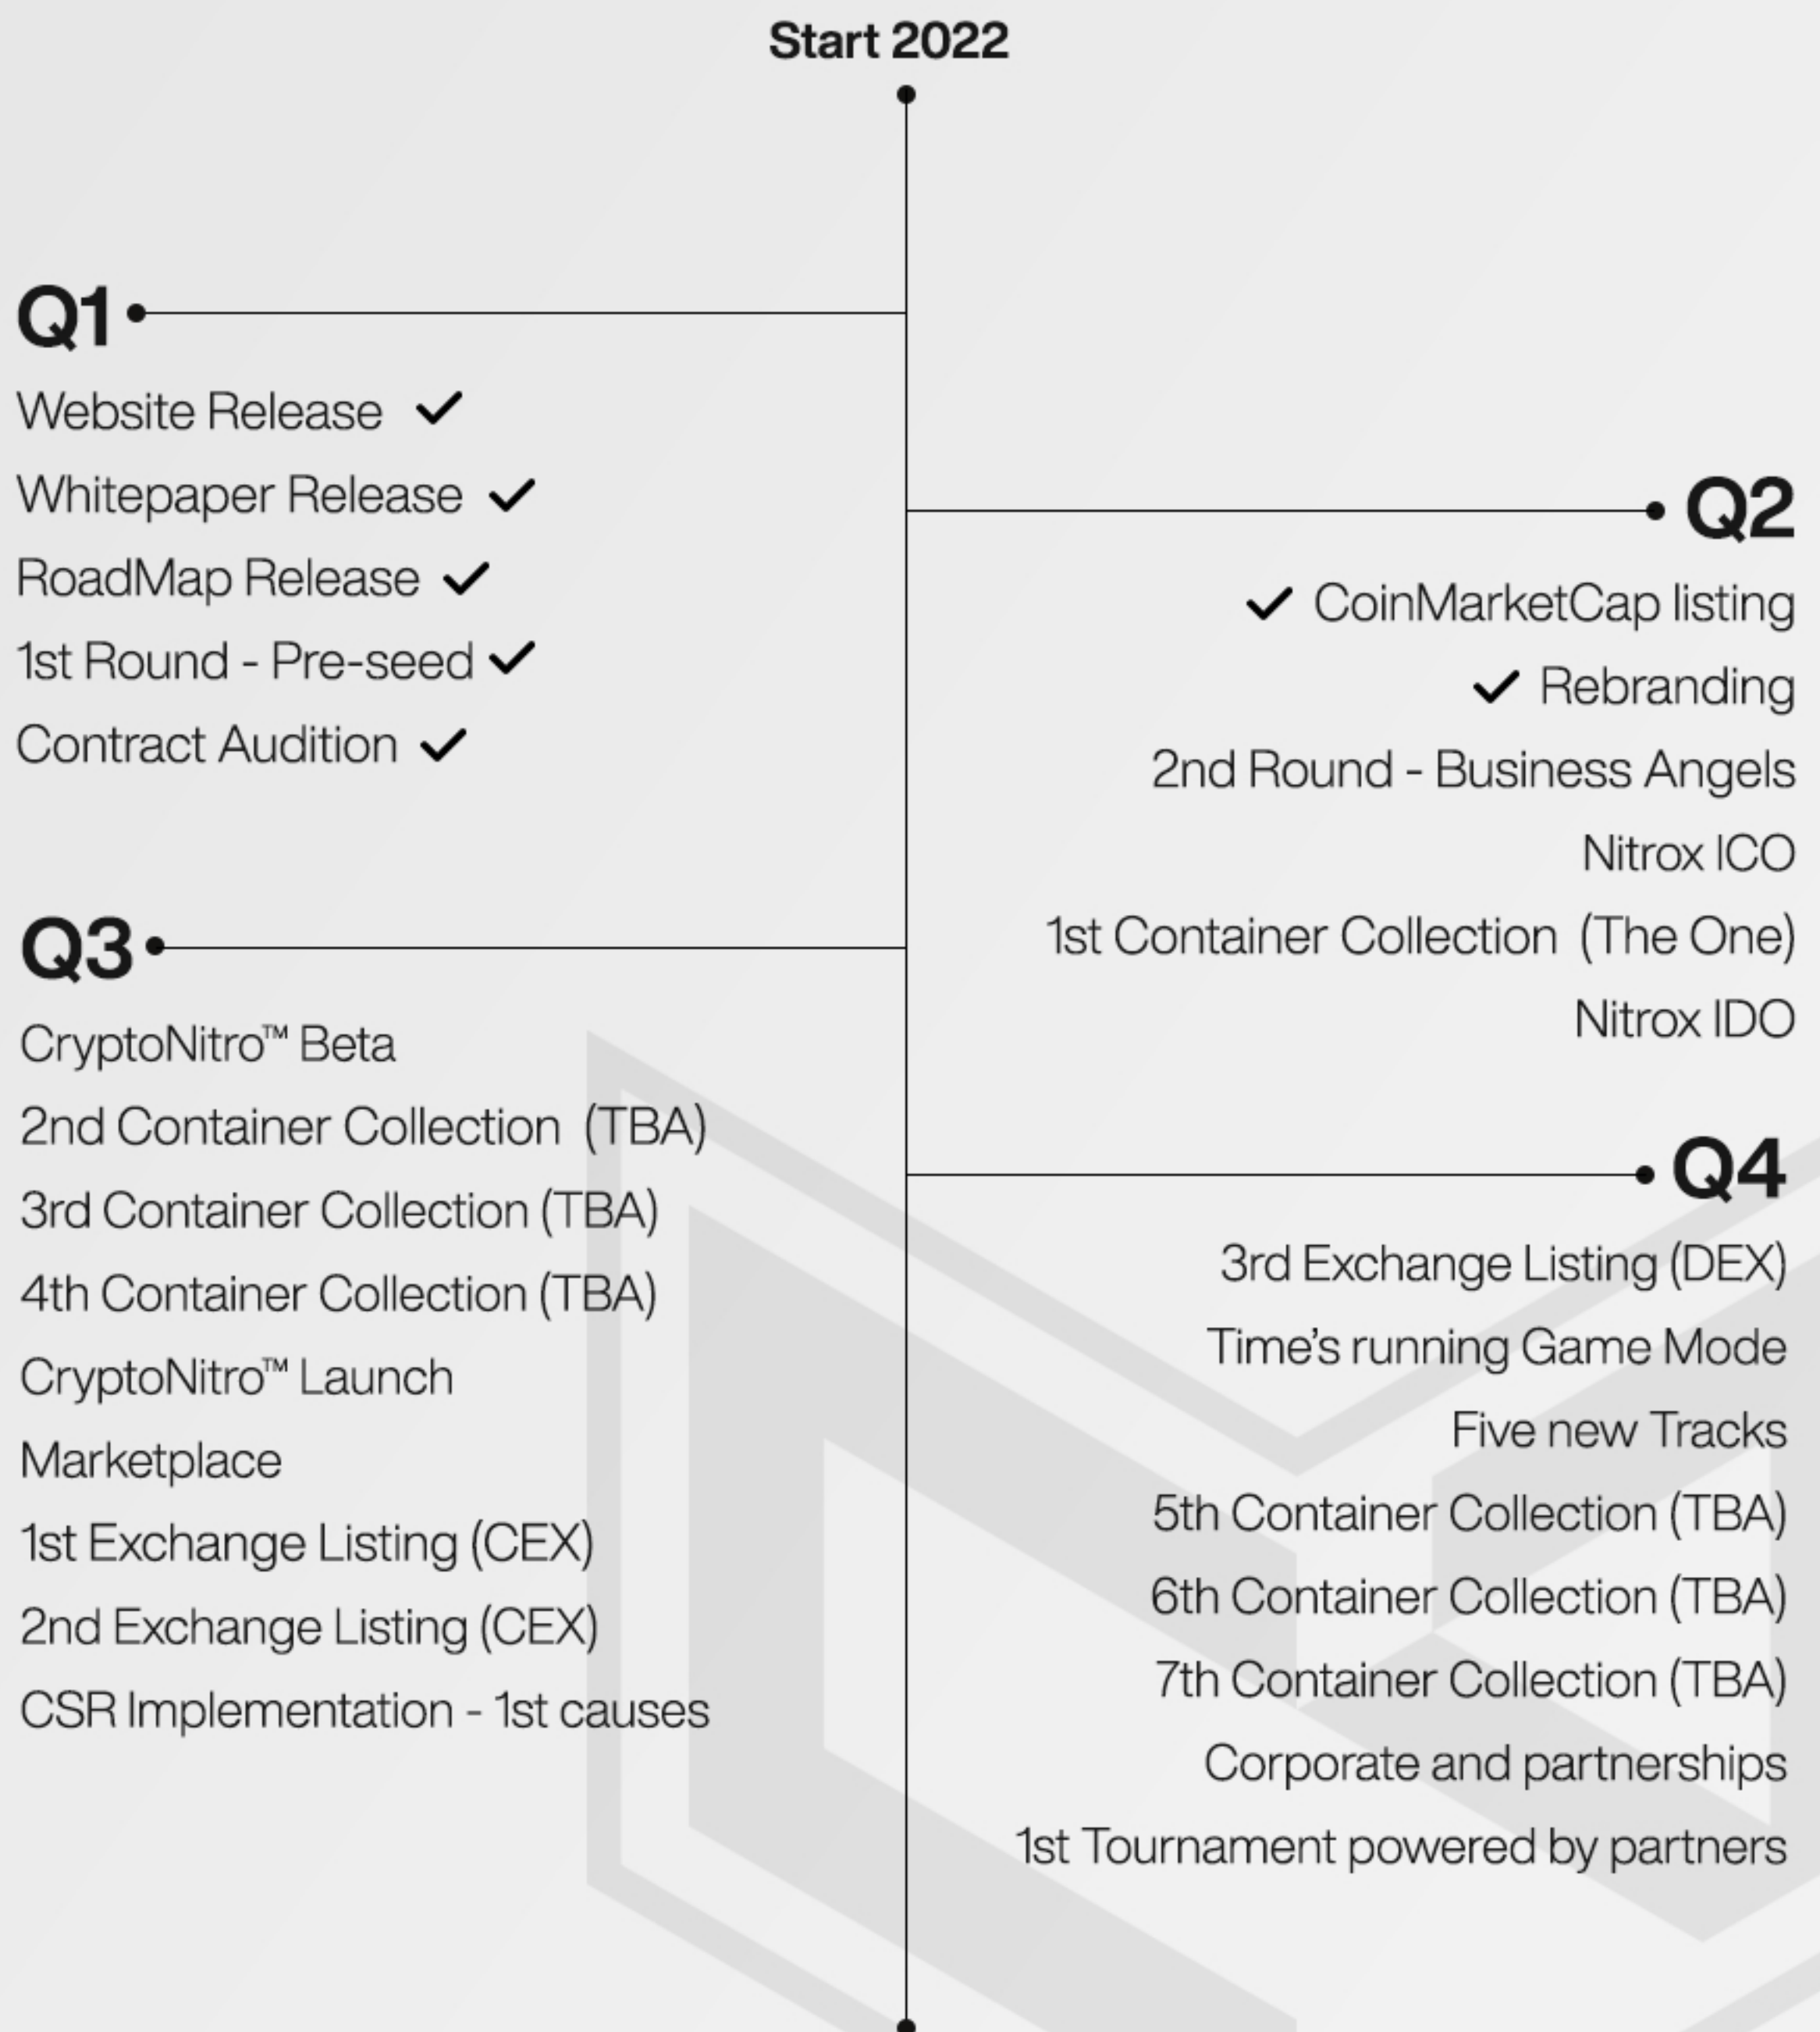 Start 2022
Q1
Website Release ✓
Whitepaper Release ✓
RoadMap Release ✓
1st Round - Pre-seed ✓
Contract Audition ✓
Q2
✓ CoinMarketCap listing
✓ Rebranding
2nd Round - Business Angels
Nitrox ICO
1st Container Collection (The One)
Nitrox IDO
Q3
CryptoNitro™ Beta
2nd Container Collection (TBA)
3rd Container Collection (TBA)
4th Container Collection (TBA)
CryptoNitro™ Launch
Marketplace
1st Exchange Listing (CEX)
2nd Exchange Listing (CEX)
CSR Implementation - 1st causes
Q4
3rd Exchange Listing (DEX)
Time’s running Game Mode
Five new Tracks
5th Container Collection (TBA)
6th Container Collection (TBA)
7th Container Collection (TBA)
Corporate and partnerships
1st Tournament powered by partners